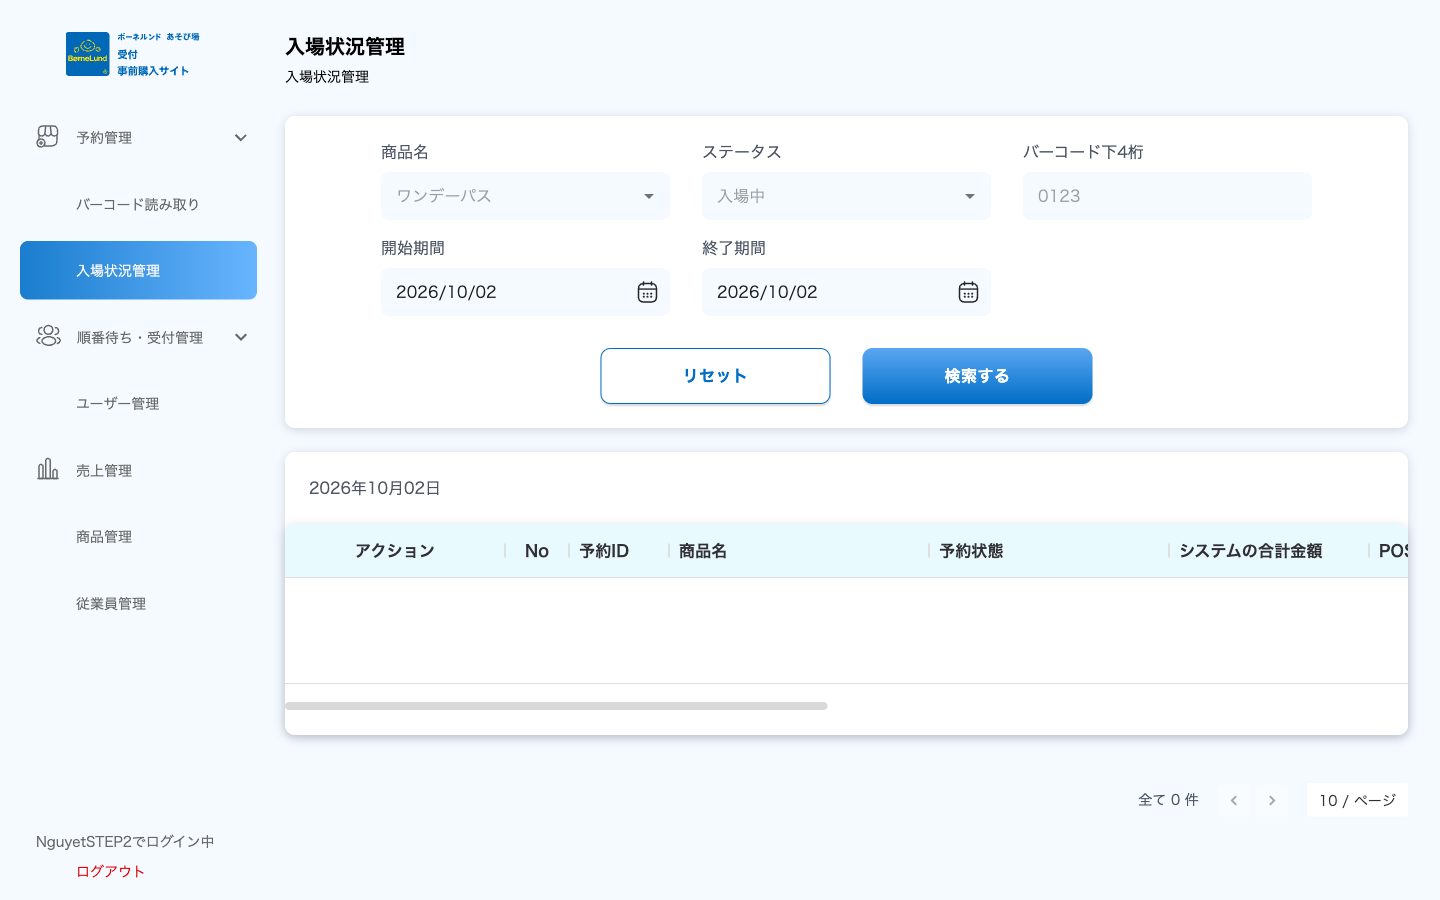 ボーネルンド あそび場
受付
事前購入サイト
BørneLund
入場状況管理
入場状況管理
予約管理
バーコード読み取り
入場状況管理
順番待ち・受付管理
ユーザー管理
売上管理
商品管理
従業員管理
NguyetSTEP2でログイン中
ログアウト
商品名
ステータス
バーコード下4桁
ワンデーパス
入場中
0123
開始期間
終了期間
2026/10/02
2026/10/02
リセット
検索する
2026年10月02日
アクション No 予約ID 商品名 予約状態 システムの合計金額 POS
全て 0 件
10 / ページ